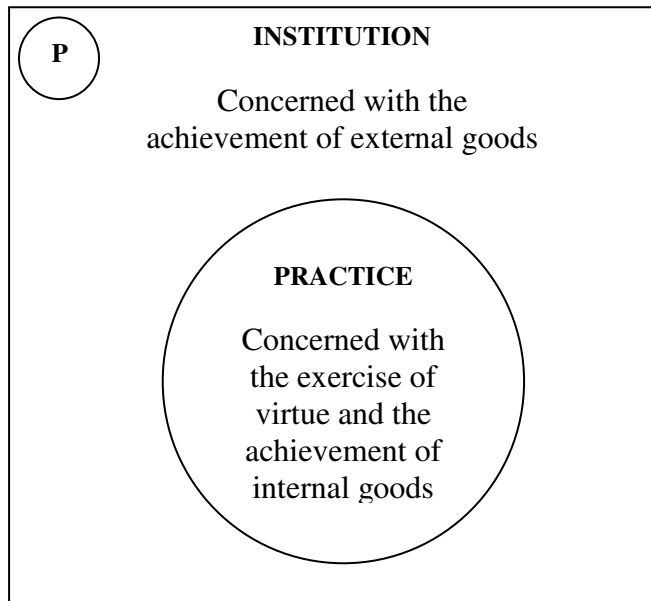 P
INSTITUTION
Concerned with the
achievement of external goods
PRACTICE
Concerned with
the exercise of
virtue and the
achievement of
internal goods